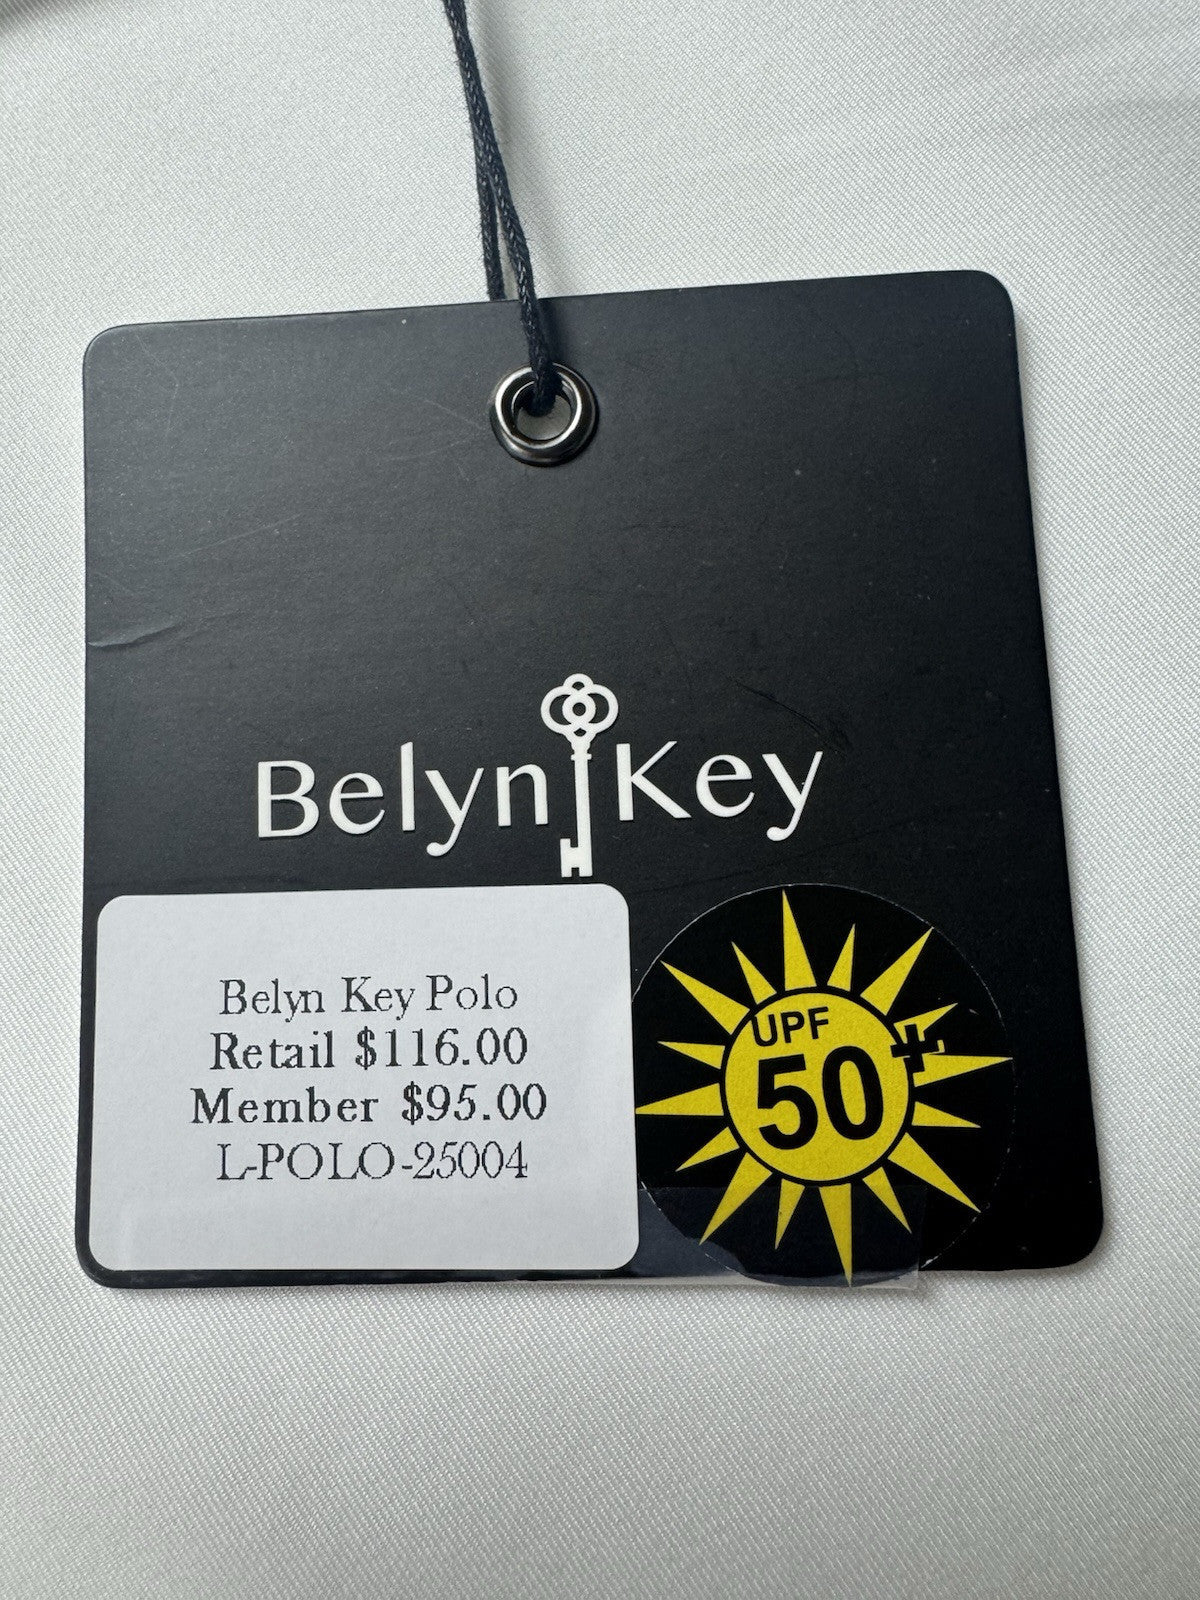 Belyn Key
Belyn Key Polo
Retail $116.00
Member $95.00
L-POLO-25004
UPF
50+